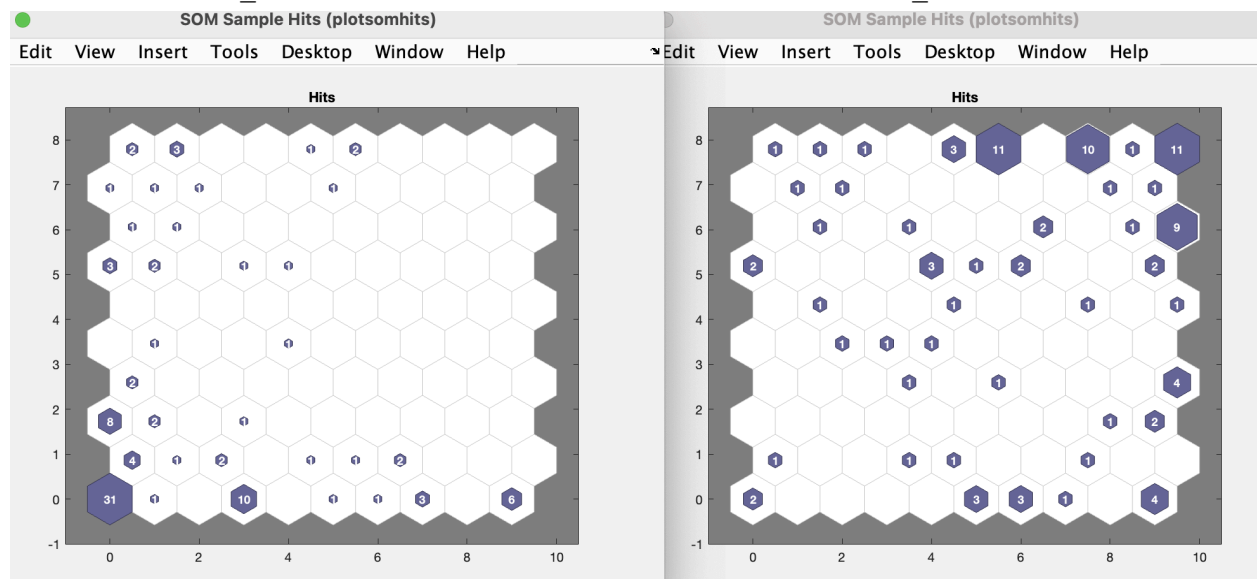 SOM Sample Hits (plotsomhits)
Edit View Insert Tools Desktop Window Help
Hits
8 2 3 1 2
7 1 1 1 1
6 1 1
5 3 2 1 1
4
3 1 1
2
2 8 2 1
1 4 1 2 1 1 2
0 31 1 10 1 1 3 6
-1
0 2 4 6 8 10
SOM Sample Hits (plotsomhits)
Edit View Insert Tools Desktop Window Help
Hits
8 1 1 1 3 11 10 1 11
7 1 1 1 1
6 1 1 2 1 9
5 2 3 1 2 2
4 1 1 1 1
3 1 1 1
1 1 4
2 1 2
1 1 1 1 1
0 2 3 3 1 4
-1
0 2 4 6 8 10